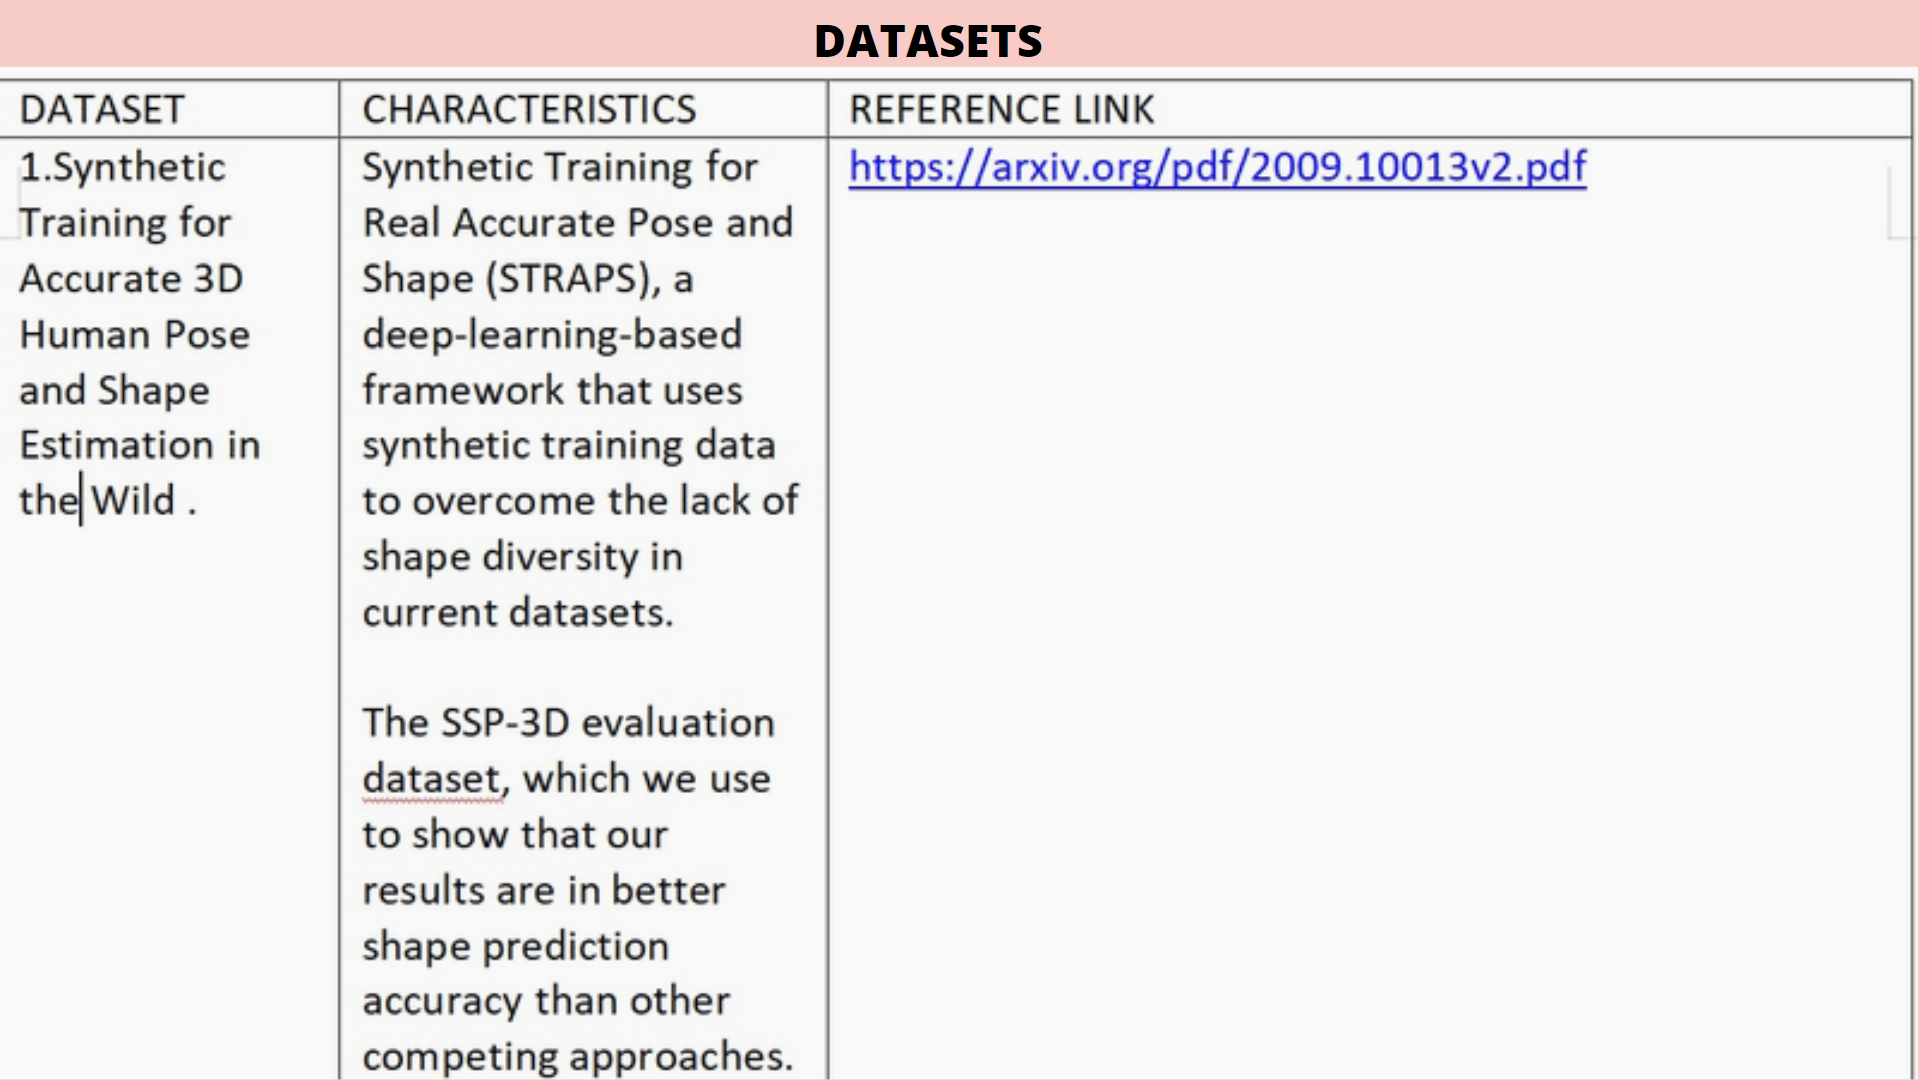 DATASETS
DATASET
CHARACTERISTICS
REFERENCE LINK
1.Synthetic
Training for
Accurate 3D
Human Pose
and Shape
Estimation in
the Wild .
Synthetic Training for
Real Accurate Pose and
Shape (STRAPS), a
deep-learning-based
framework that uses
synthetic training data
to overcome the lack of
shape diversity in
current datasets.
The SSP-3D evaluation
dataset, which we use
to show that our
results are in better
shape prediction
accuracy than other
competing approaches.
https://arxiv.org/pdf/2009.10013v2.pdf